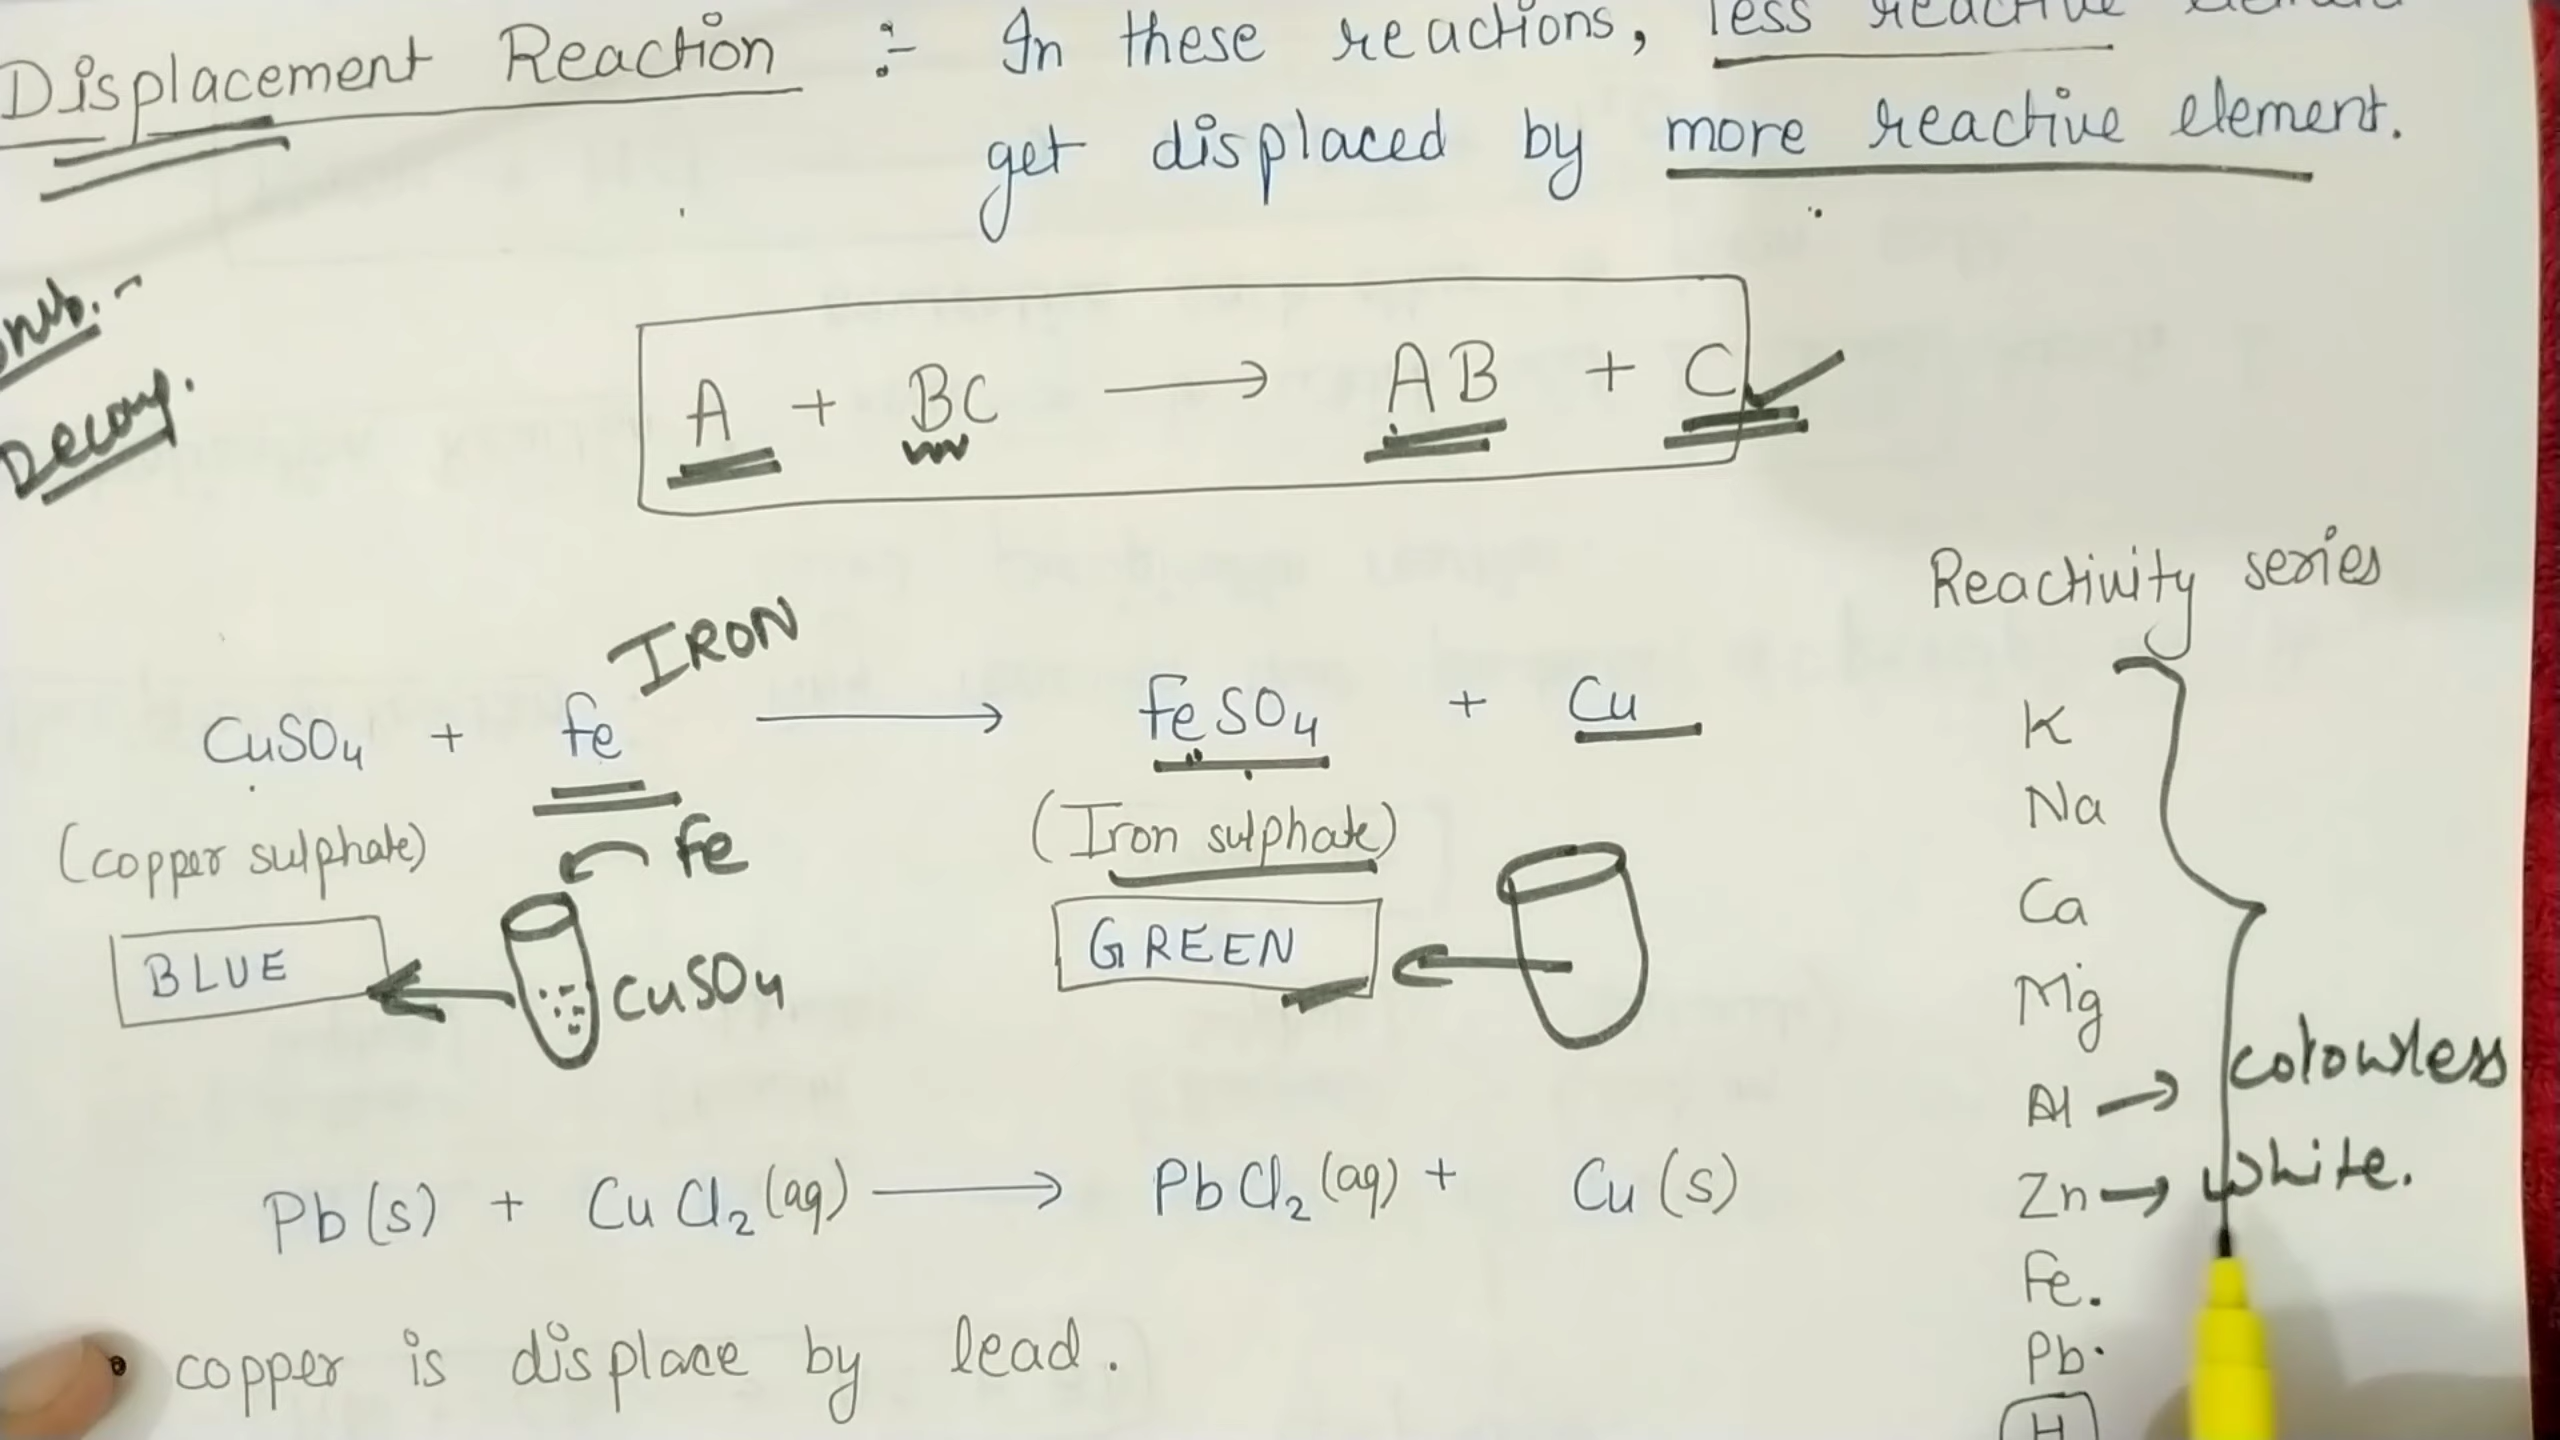 Displacement Reaction :- In these reactions, less reactive
get displaced by more reactive element.
Decomp.
A + BC → AB + C
Reactivity series
IRON
CuSO4 + Fe → FeSO4 + Cu
(copper sulphate) Fe (Iron sulphate)
BLUE CuSO4 GREEN
K
Na
Ca
Mg
Al → colourless
Zn → white.
Fe.
Pb.
H
Pb(s) + CuCl2(aq) → PbCl2(aq) + Cu(s)
• copper is displace by lead.